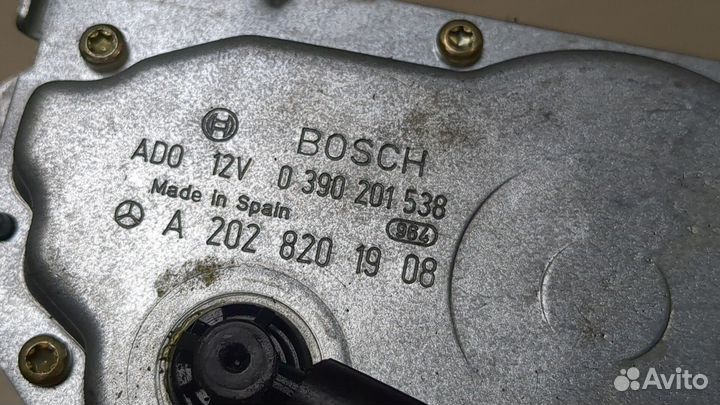 BOSCH
ADO 12V 0 390 201 538
Made in Spain
964
A 202 820 19 08
Avito